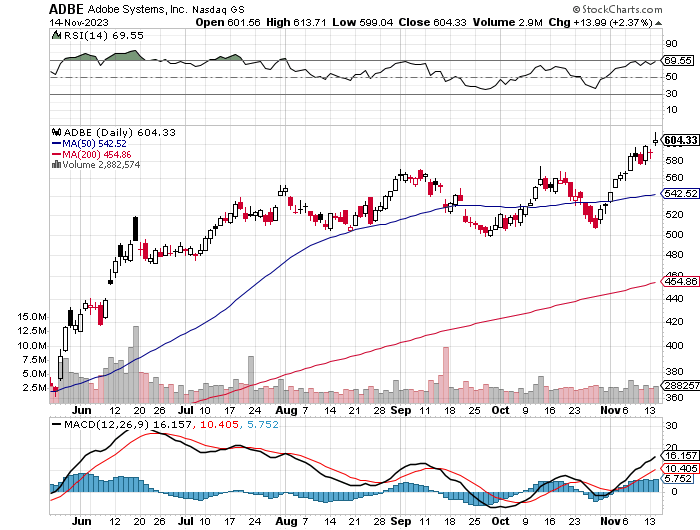 ADBE Adobe Systems, Inc. Nasdaq GS © StockCharts.com
14-Nov-2023 Open 601.56 High 613.71 Low 599.04 Close 604.33 Volume 2.9M Chg +13.99 (+2.37%)
RSI(14) 69.55
90
69.55
50
30
10
ADBE (Daily) 604.33
MA(50) 542.52
MA(200) 454.86
Volume 2,882,574
604.33
580
560
542.52
520
500
480
460
454.86
440
420
400
380
360
15.0M
12.5M
10.0M
7.5M
5.0M
2.5M
288257
Jun 12 20 26 Jul 10 17 24 Aug 7 14 21 28 Sep 11 18 25 Oct 9 16 23 Nov 6 13
MACD(12,26,9) 16.157, 10.405, 5.752
30
20
16.157
10.405
5.752
0
Jun 12 20 26 Jul 10 17 24 Aug 7 14 21 28 Sep 11 18 25 Oct 9 16 23 Nov 6 13